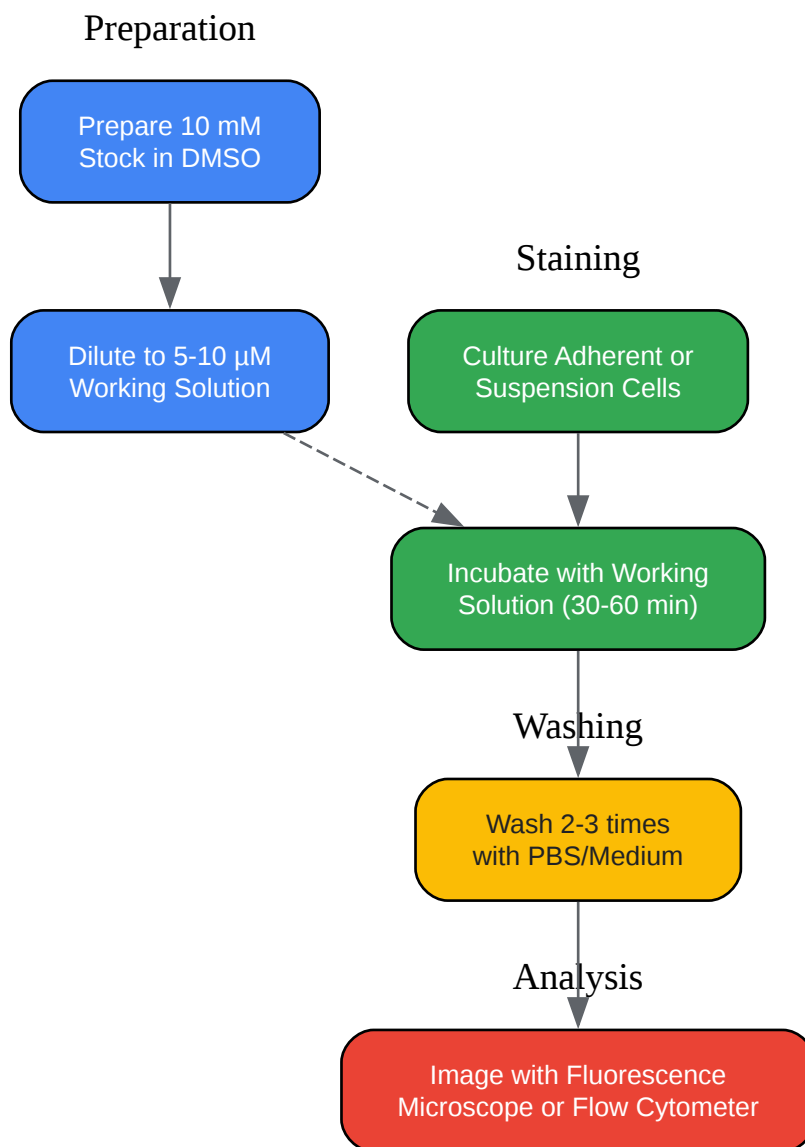 Preparation
Prepare 10 mM
Stock in DMSO
Staining
Dilute to 5-10 µM
Working Solution
Culture Adherent or
Suspension Cells
Incubate with Working
Solution (30-60 min)
Washing
Wash 2-3 times
with PBS/Medium
Analysis
Image with Fluorescence
Microscope or Flow Cytometer